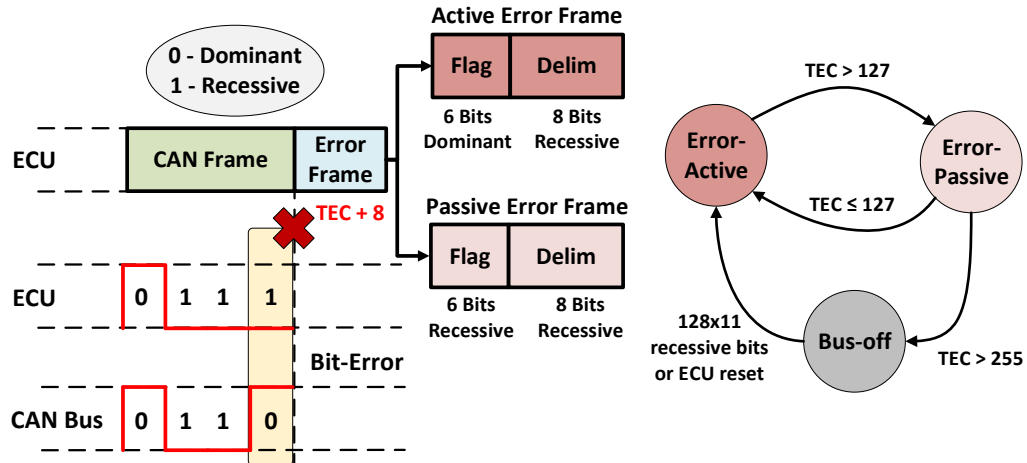 0 - Dominant
1 - Recessive
ECU
CAN Frame
Error
Frame
TEC + 8
Active Error Frame
Flag
Delim
6 Bits
Dominant
8 Bits
Recessive
Passive Error Frame
Flag
Delim
6 Bits
Recessive
8 Bits
Recessive
ECU
0 1 1 1
Bit-Error
CAN Bus
0 1 1 0
TEC > 127
Error-
Active
Error-
Passive
TEC ≤ 127
128x11
recessive bits
or ECU reset
Bus-off
TEC > 255